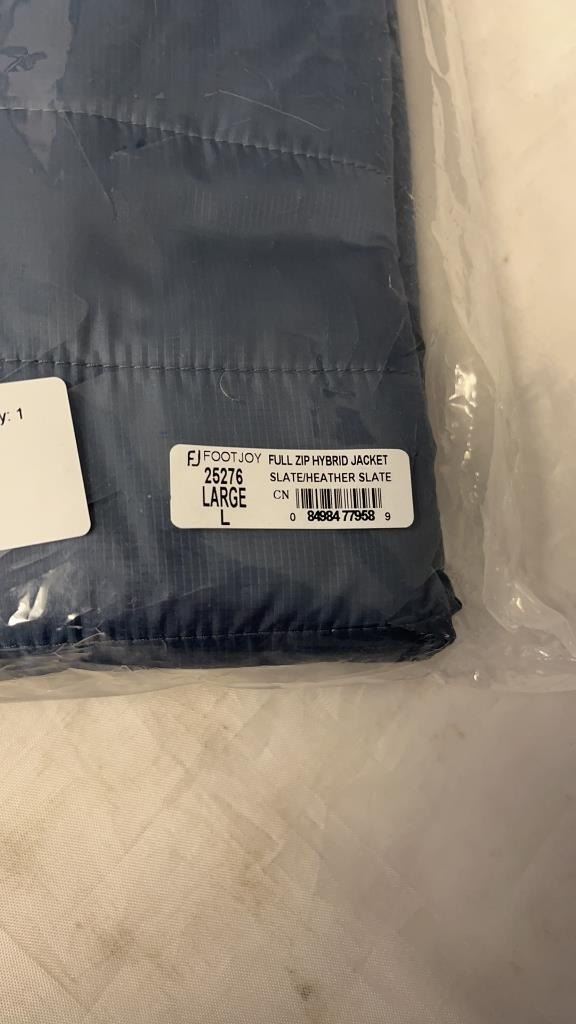 y: 1
FJ FOOTJOY FULL ZIP HYBRID JACKET
25276 SLATE/HEATHER SLATE
LARGE CN
L 0 84984 77958 9